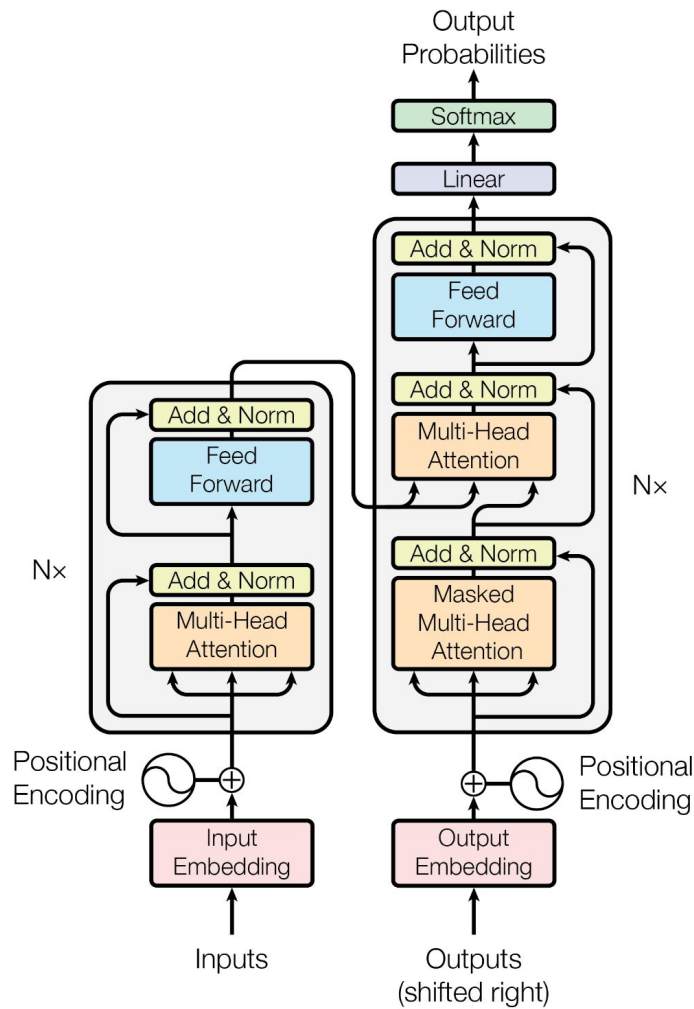 Output
Probabilities
Softmax
Linear
Add & Norm
Feed
Forward
Add & Norm
Multi-Head
Attention
Add & Norm
Masked
Multi-Head
Attention
N×
Add & Norm
Feed
Forward
Add & Norm
Multi-Head
Attention
N×
Positional
Encoding
Positional
Encoding
Input
Embedding
Output
Embedding
Inputs
Outputs
(shifted right)